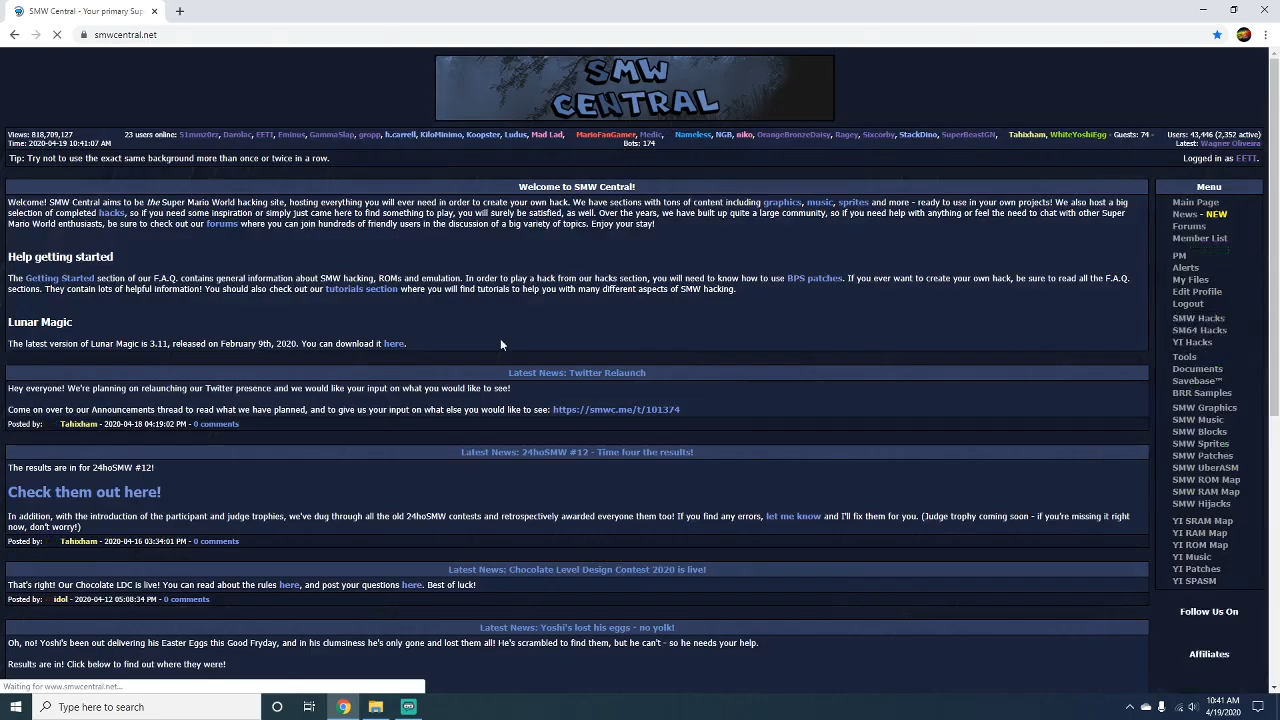 SMW Central - Your primary Sup
smwcentral.net
SMW
CENTRAL
Views: 818,709,127
23 users online: 51mmz0rz, Darolac, EETI, Eminus, GammaSlap, gropp, h.carrell, KiloMinimo, Koopster, Ludus, Mad Lad, MarioFanGamer, Medic, Nameless, NGB, niko, OrangeBronzeDaisy, Ragey, Sixcorby, StackDino, SuperBeastGN, Tahixham, WhiteYoshiEgg - Guests: 74 -
Users: 43,446 (2,352 active)
Time: 2020-04-19 10:41:07 AM
Bots: 174
Latest: Wagner Oliveira
Tip: Try not to use the exact same background more than once or twice in a row.
Logged in as EETI.
Welcome to SMW Central!
Welcome! SMW Central aims to be the Super Mario World hacking site, hosting everything you will ever need in order to create your own hack. We have sections with tons of content including graphics, music, sprites and more - ready to use in your own projects! We also host a big
selection of completed hacks, so if you need some inspiration or simply just came here to find something to play, you will surely be satisfied, as well. Over the years, we have built up quite a large community, so if you need help with anything or feel the need to chat with other Super
Mario World enthusiasts, be sure to check out our forums where you can join hundreds of friendly users in the discussion of a big variety of topics. Enjoy your stay!
Help getting started
The Getting Started section of our F.A.Q. contains general information about SMW hacking, ROMs and emulation. In order to play a hack from our hacks section, you will need to know how to use BPS patches. If you ever want to create your own hack, be sure to read all the F.A.Q.
sections. They contain lots of helpful information! You should also check out our tutorials section where you will find tutorials to help you with many different aspects of SMW hacking.
Lunar Magic
The latest version of Lunar Magic is 3.11, released on February 9th, 2020. You can download it here.
Latest News: Twitter Relaunch
Hey everyone! We're planning on relaunching our Twitter presence and we would like your input on what you would like to see!
Come on over to our Announcements thread to read what we have planned, and to give us your input on what else you would like to see: https://smwc.me/t/101374
Posted by: Tahixham - 2020-04-18 04:19:02 PM - 0 comments
Latest News: 24hoSMW #12 - Time four the results!
The results are in for 24hoSMW #12!
Check them out here!
In addition, with the introduction of the participant and judge trophies, we've dug through all the old 24hoSMW contests and retrospectively awarded everyone them too! If you find any errors, let me know and I'll fix them for you. (Judge trophy coming soon - if you're missing it right
now, don't worry!)
Posted by: Tahixham - 2020-04-16 03:34:01 PM - 0 comments
Latest News: Chocolate Level Design Contest 2020 is live!
That's right! Our Chocolate LDC is live! You can read about the rules here, and post your questions here. Best of luck!
Posted by: idol - 2020-04-12 05:08:34 PM - 0 comments
Latest News: Yoshi's lost his eggs - no yolk!
Oh, no! Yoshi's been out delivering his Easter Eggs this Good Fryday, and in his clumsiness he's only gone and lost them all! He's scrambled to find them, but he can't - so he needs your help.
Results are in! Click below to find out where they were!
Menu
Main Page
News - NEW
Forums
Member List
PM
Alerts
My Files
Edit Profile
Logout
SMW Hacks
SM64 Hacks
YI Hacks
Tools
Documents
Savebase™
BRR Samples
SMW Graphics
SMW Music
SMW Blocks
SMW Sprites
SMW Patches
SMW UberASM
SMW ROM Map
SMW RAM Map
SMW Hijacks
YI SRAM Map
YI RAM Map
YI ROM Map
YI Music
YI Patches
YI SPASM
Follow Us On
Affiliates
Waiting for www.smwcentral.net...
Type here to search
10:41 AM
4/19/2020